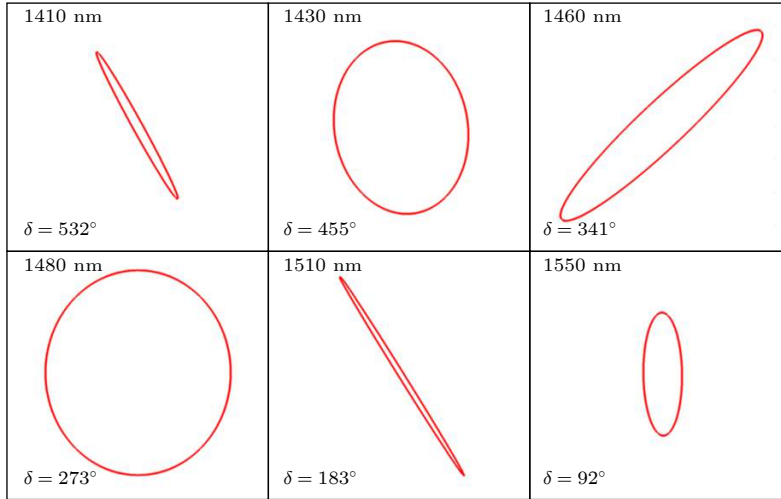 1410 nm
1430 nm
1460 nm
δ = 532°
δ = 455°
δ = 341°
1480 nm
1510 nm
1550 nm
δ = 273°
δ = 183°
δ = 92°